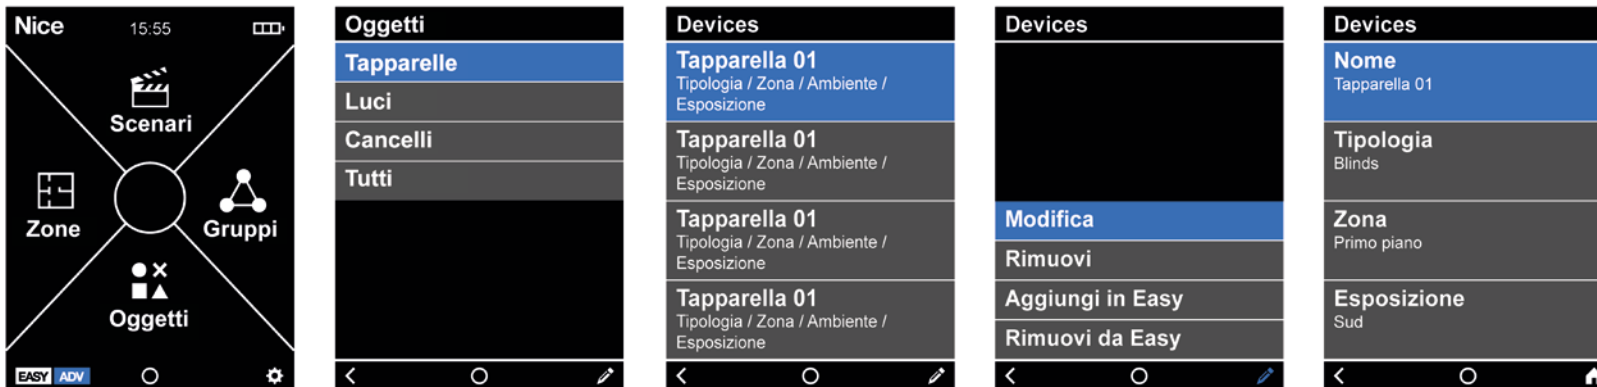 Nice
15:55
Scenari
Zone
Gruppi
Oggetti
EASY ADV
Oggetti
Tapparelle
Luci
Cancelli
Tutti
Devices
Tapparella 01
Tipologia / Zona / Ambiente /
Esposizione
Tapparella 01
Tipologia / Zona / Ambiente /
Esposizione
Tapparella 01
Tipologia / Zona / Ambiente /
Esposizione
Tapparella 01
Tipologia / Zona / Ambiente /
Esposizione
Devices
Modifica
Rimuovi
Aggiungi in Easy
Rimuovi da Easy
Devices
Nome
Tapparella 01
Tipologia
Blinds
Zona
Primo piano
Esposizione
Sud